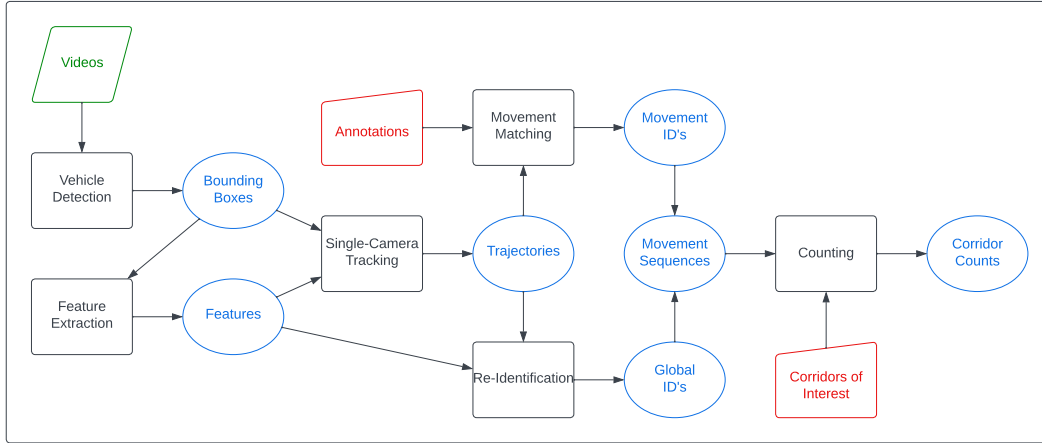 Videos
Annotations
Movement
Matching
Movement
ID's
Vehicle
Detection
Bounding
Boxes
Single-Camera
Tracking
Trajectories
Movement
Sequences
Counting
Corridor
Counts
Feature
Extraction
Features
Re-Identification
Global
ID's
Corridors of
Interest